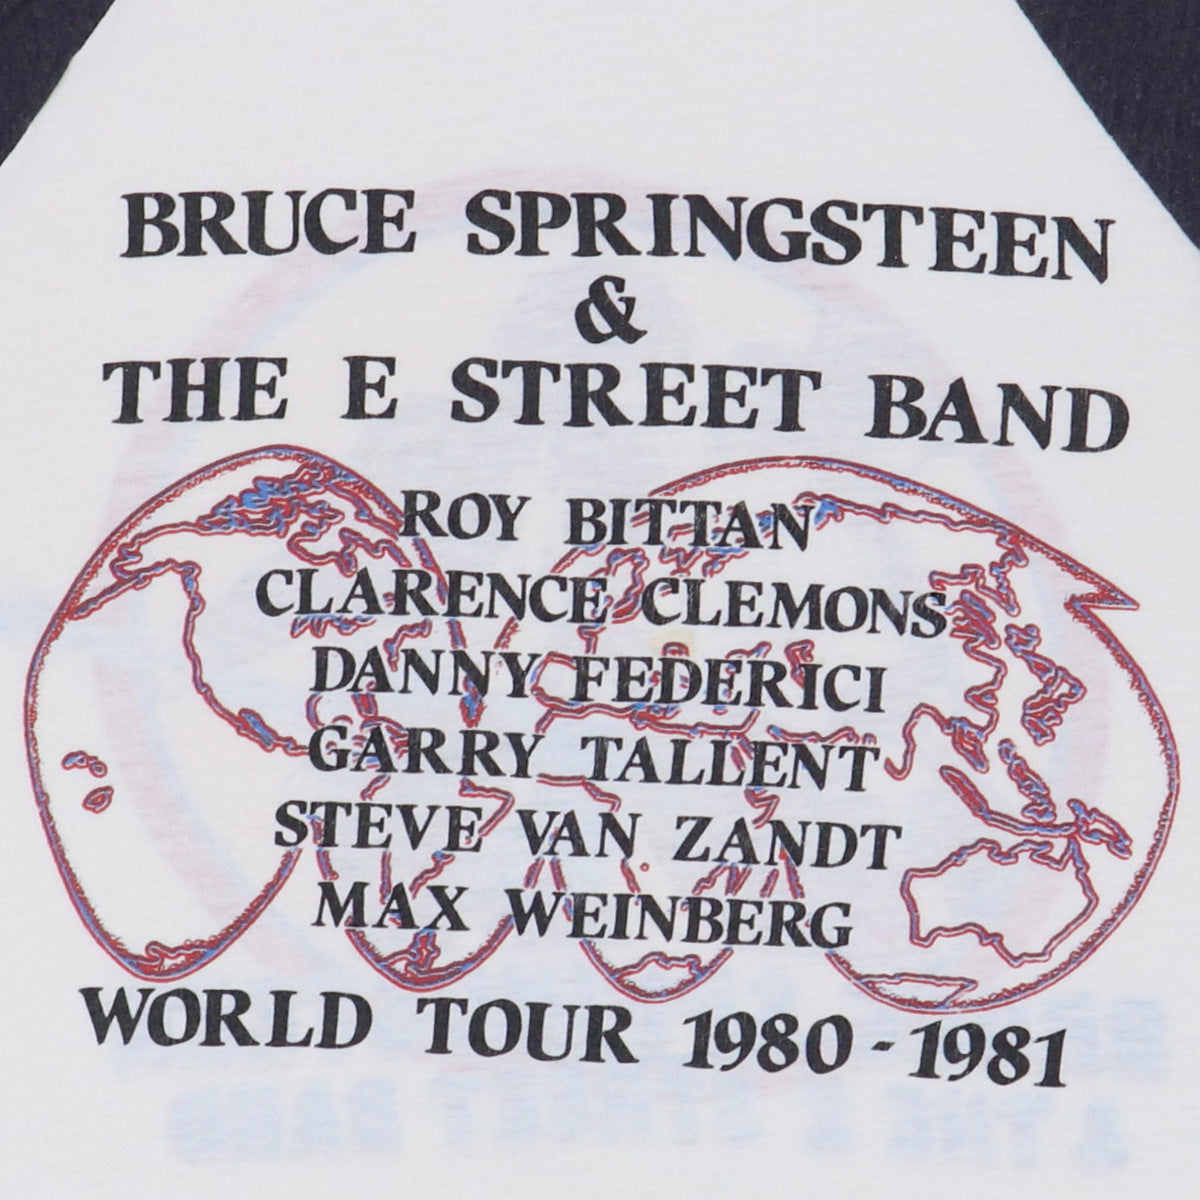 BRUCE SPRINGSTEEN
&
THE E STREET BAND
ROY BITTAN
CLARENCE CLEMONS
DANNY FEDERICI
GARRY TALLENT
STEVE VAN ZANDT
MAX WEINBERG
WORLD TOUR 1980-1981